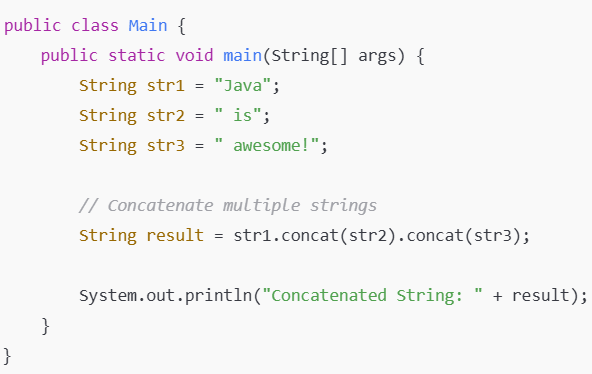 public class Main {
    public static void main(String[] args) {
        String str1 = "Java";
        String str2 = " is";
        String str3 = " awesome!";

        // Concatenate multiple strings
        String result = str1.concat(str2).concat(str3);

        System.out.println("Concatenated String: " + result);
    }
}